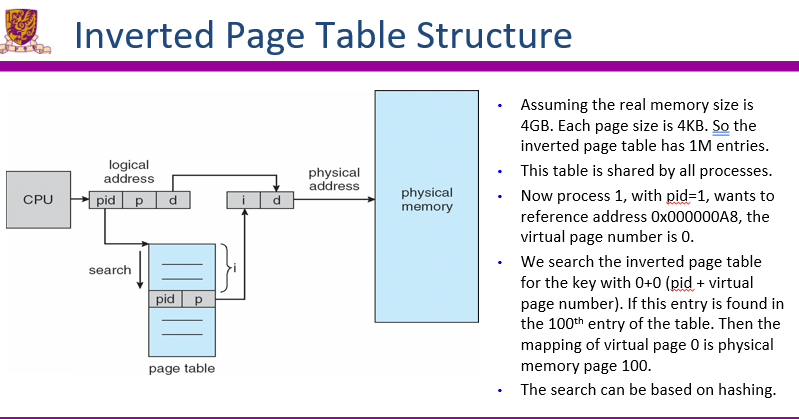 Inverted Page Table Structure
logical
address
CPU
pid p d
i d
physical
address
physical
memory
search
i
pid p
page table
• Assuming the real memory size is
4GB. Each page size is 4KB. So the
inverted page table has 1M entries.
• This table is shared by all processes.
• Now process 1, with pid=1, wants to
reference address 0x000000A8, the
virtual page number is 0.
• We search the inverted page table
for the key with 0+0 (pid + virtual
page number). If this entry is found in
the 100th entry of the table. Then the
mapping of virtual page 0 is physical
memory page 100.
• The search can be based on hashing.